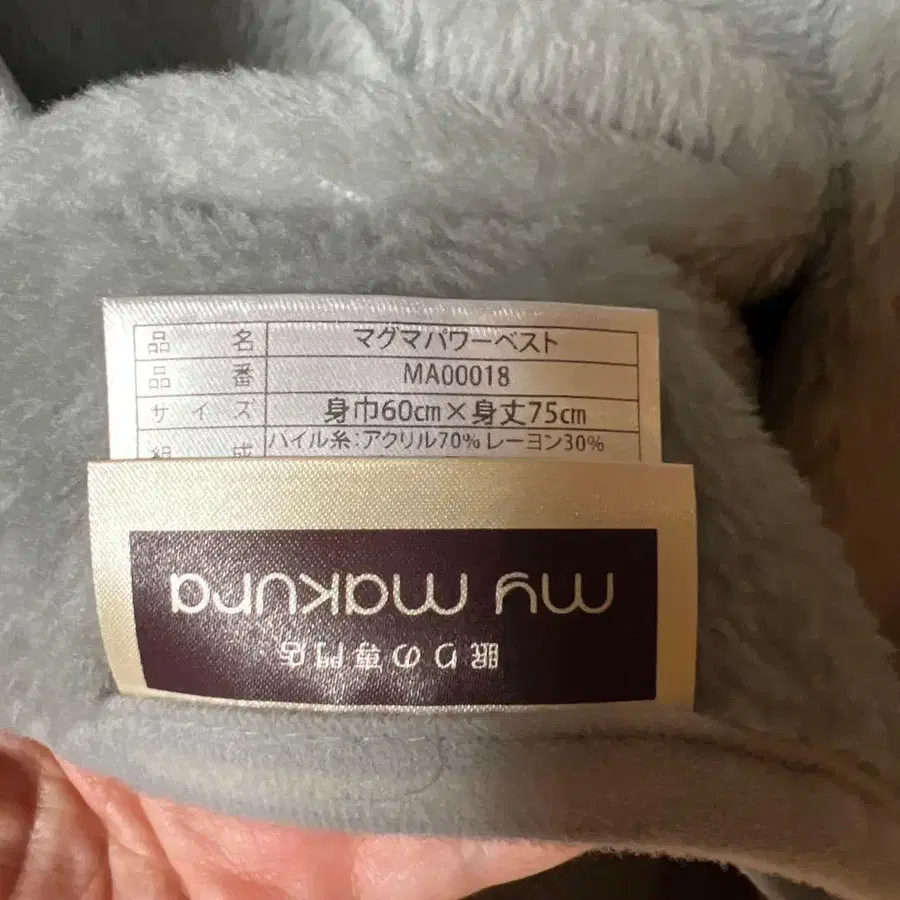 品名 マグマパワーベスト
品番 MA00018
サイズ 身巾60cm×身丈75cm
組成 パイル糸:アクリル70% レーヨン30%
my makura
眠りの専門店